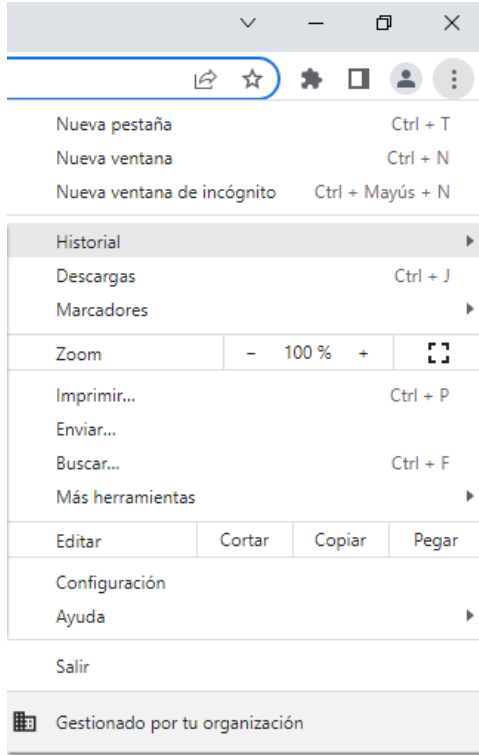 Nueva pestaña Ctrl + T
Nueva ventana Ctrl + N
Nueva ventana de incógnito Ctrl + Mayús + N
Historial
Descargas Ctrl + J
Marcadores
Zoom - 100 % +
Imprimir... Ctrl + P
Enviar...
Buscar... Ctrl + F
Más herramientas
Editar Cortar Copiar Pegar
Configuración
Ayuda
Salir
Gestionado por tu organización